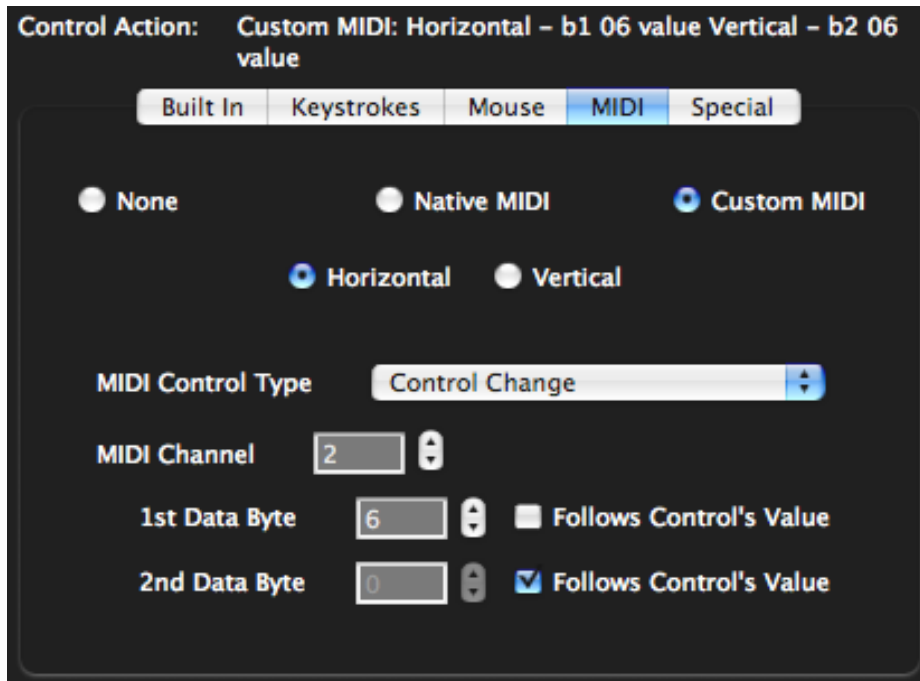 Control Action: Custom MIDI: Horizontal – b1 06 value Vertical – b2 06
value
Built In Keystrokes Mouse MIDI Special
None Native MIDI Custom MIDI
Horizontal Vertical
MIDI Control Type Control Change
MIDI Channel 2
1st Data Byte 6 Follows Control's Value
2nd Data Byte 0 Follows Control's Value